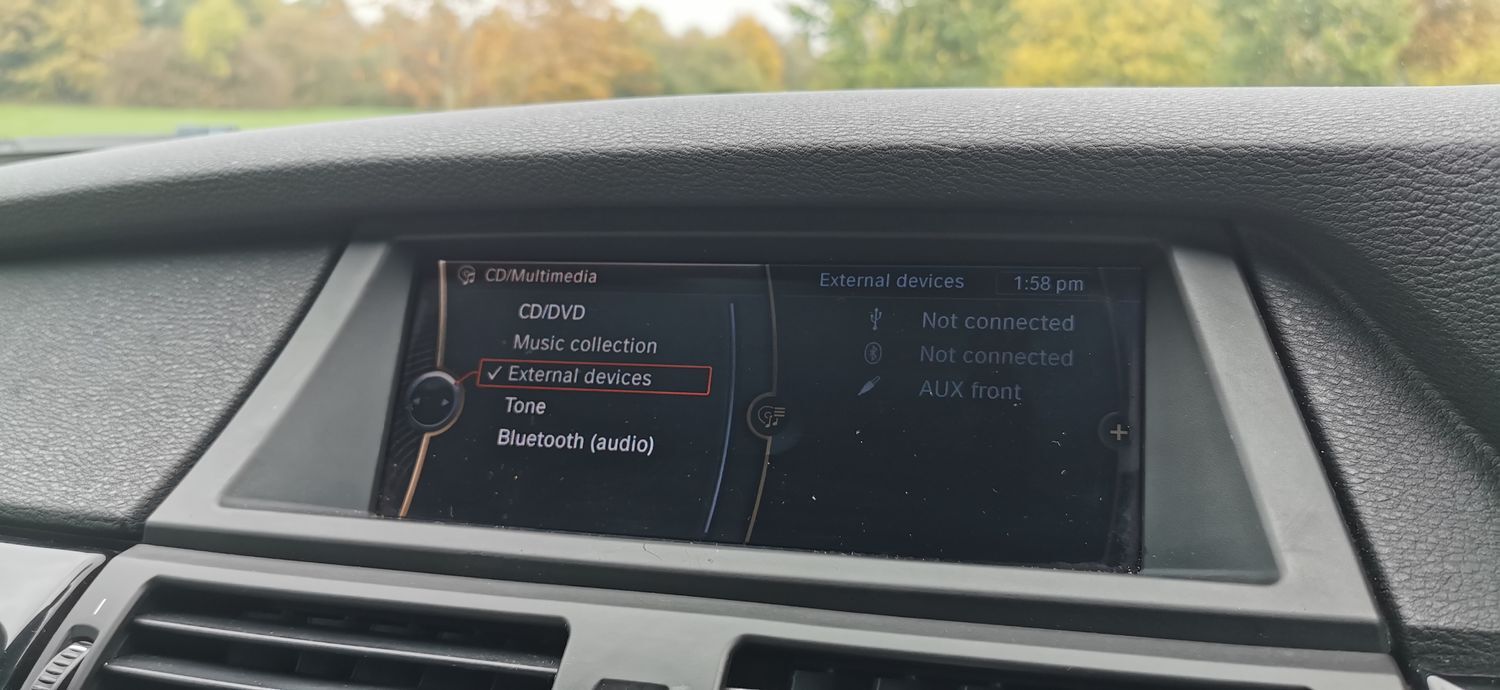 CD/Multimedia
External devices 1:58 pm
CD/DVD
Music collection
✓ External devices
Tone
Bluetooth (audio)
Not connected
Not connected
AUX front